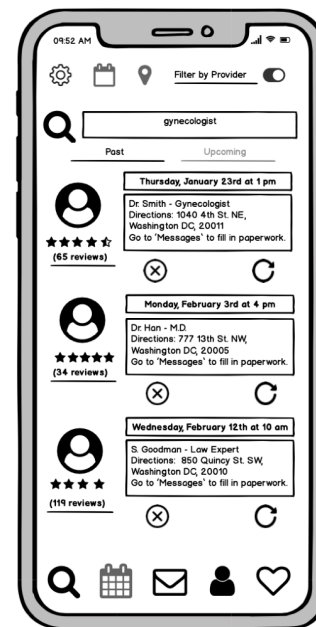 09:52 AM
Filter by Provider
gynecologist
Past
Upcoming
Thursday, January 23rd at 1 pm
Dr. Smith - Gynecologist
Directions: 1040 4th St. NE,
Washington DC, 20011
Go to 'Messages' to fill in paperwork.
(65 reviews)
Monday, February 3rd at 4 pm
Dr. Han - M.D.
Directions: 777 13th St. NW,
Washington DC, 20005
Go to 'Messages' to fill in paperwork.
(34 reviews)
Wednesday, February 12th at 10 am
S. Goodman - Law Expert
Directions: 850 Quincy St. SW,
Washington DC, 20010
Go to 'Messages' to fill in paperwork.
(119 reviews)